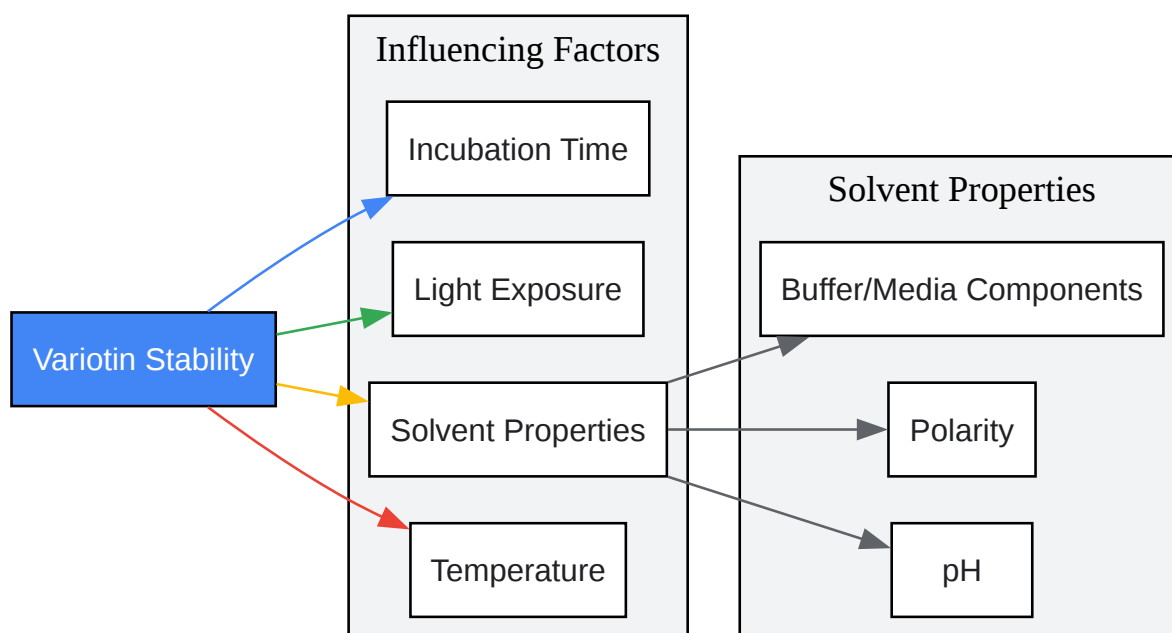 Influencing Factors
Incubation Time
Light Exposure
Variotin Stability
Solvent Properties
Temperature
Solvent Properties
Buffer/Media Components
Polarity
pH